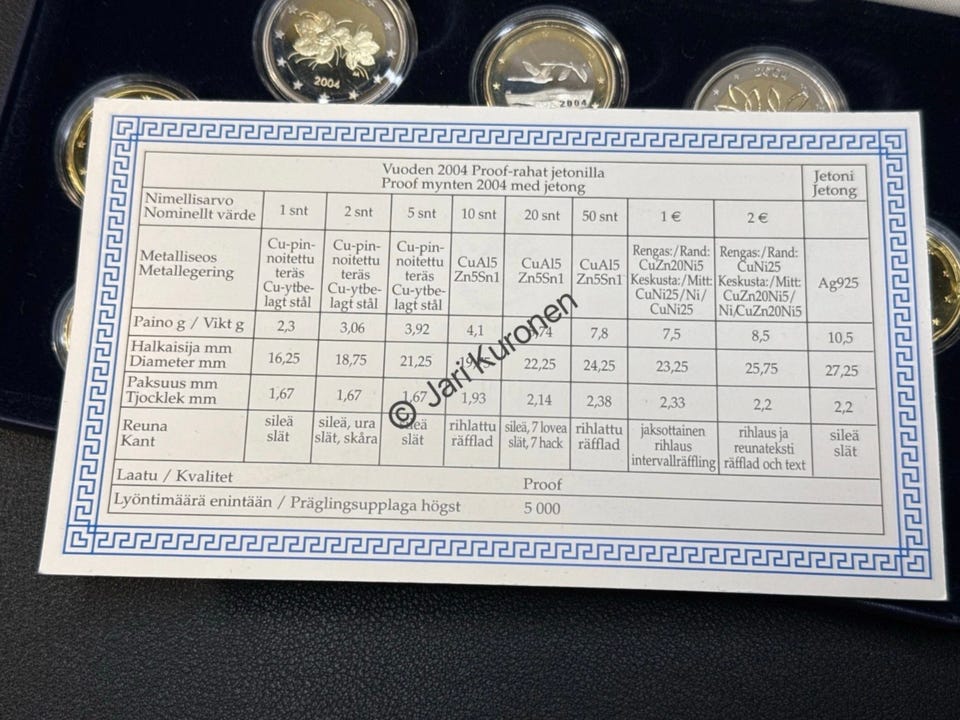 2004
2004
2004
Vuoden 2004 Proof-rahat jetonilla
Proof mynten 2004 med jetong
Jetoni
Jetong
Nimellisarvo
Nominellt värde
1 snt
2 snt
5 snt
10 snt
20 snt
50 snt
1 €
2 €
Metalliseos
Metallegering
Cu-pin-
noitettu
teräs
Cu-ytbe-
lagt stål
Cu-pin-
noitettu
teräs
Cu-ytbe-
lagt stål
Cu-pin-
noitettu
teräs
Cu-ytbe-
lagt stål
CuAl5
Zn5Sn1
CuAl5
Zn5Sn1
CuAl5
Zn5Sn1
Rengas:/Rand:
CuZn20Ni5
Keskusta:/Mitt:
CuNi25/Ni/
CuNi25
Rengas:/Rand:
CuNi25
Keskusta:/Mitt:
CuZn20Ni5/
Ni/CuZn20Ni5
Ag925
Paino g / Vikt g
2,3
3,06
3,92
4,1
7,8
7,5
8,5
10,5
Halkaisija mm
Diameter mm
16,25
18,75
21,25
22,25
24,25
23,25
25,75
27,25
Paksuus mm
Tjocklek mm
1,67
1,67
1,67
1,93
2,14
2,38
2,33
2,2
2,2
Reuna
Kant
sileä
slät
sileä, ura
slät, skåra
sileä
slät
rihlattu
räfflad
sileä, 7 lovea
slät, 7 hack
rihlattu
räfflad
jaksottainen
rihlaus
intervallräffling
rihlaus ja
reunateksti
räfflad och text
sileä
slät
Laatu / Kvalitet
Proof
Lyöntimäärä enintään / Präglingsupplaga högst
5 000
© Jari Kuronen